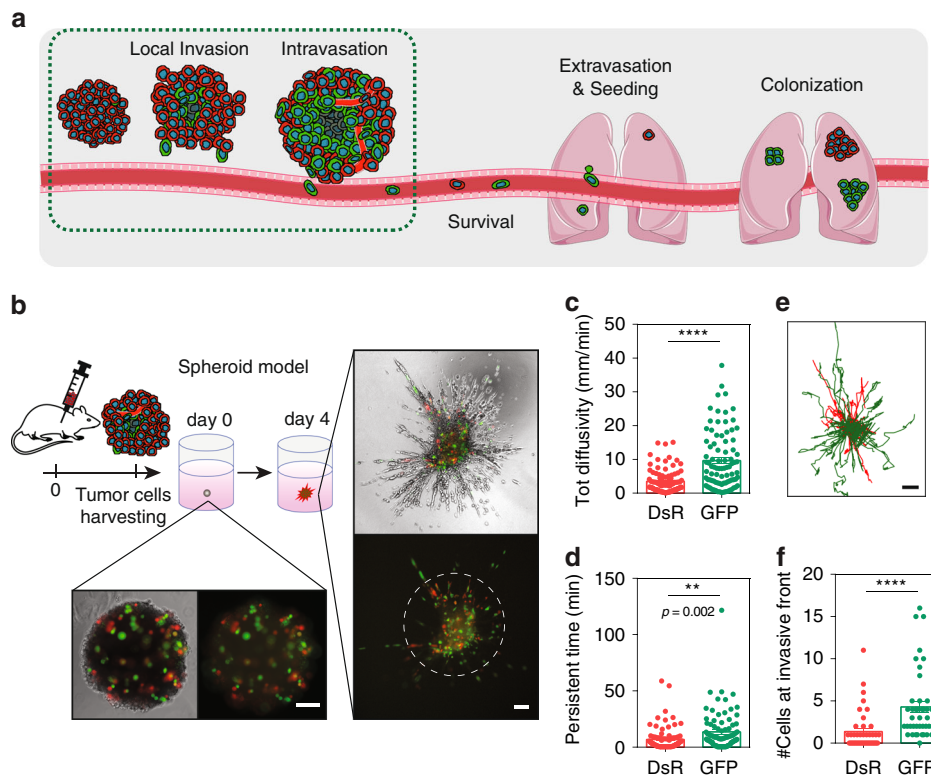 a
Local Invasion
Intravasation
Extravasation
& Seeding
Colonization
Survival
b
Spheroid model
day 0
day 4
0
Tumor cells
harvesting
c
Tot diffusivity (mm/min)
50
40
30
20
10
0
****
DsR
GFP
e
d
Persistent time (min)
150
100
50
0
**
p = 0.002
DsR
GFP
f
#Cells at invasive front
20
15
10
5
0
****
DsR
GFP